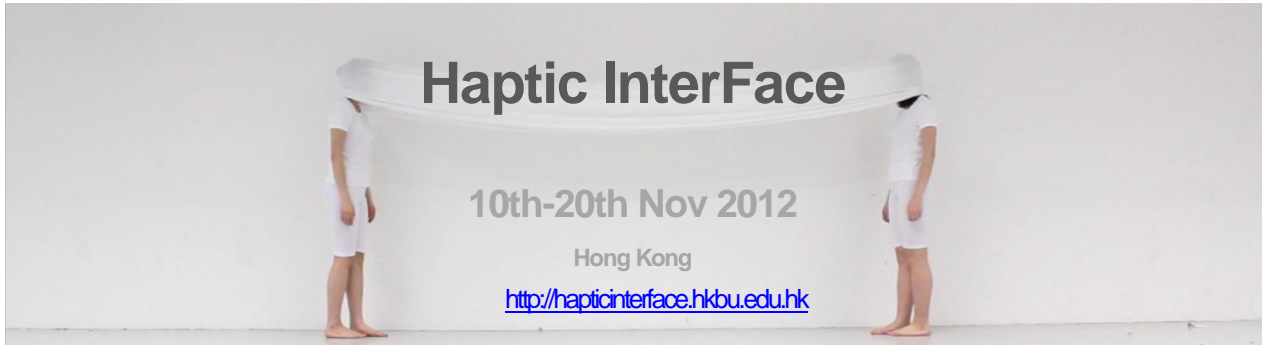 Haptic InterFace
10th-20th Nov 2012
Hong Kong
http://hapticinterface.hkbu.edu.hk